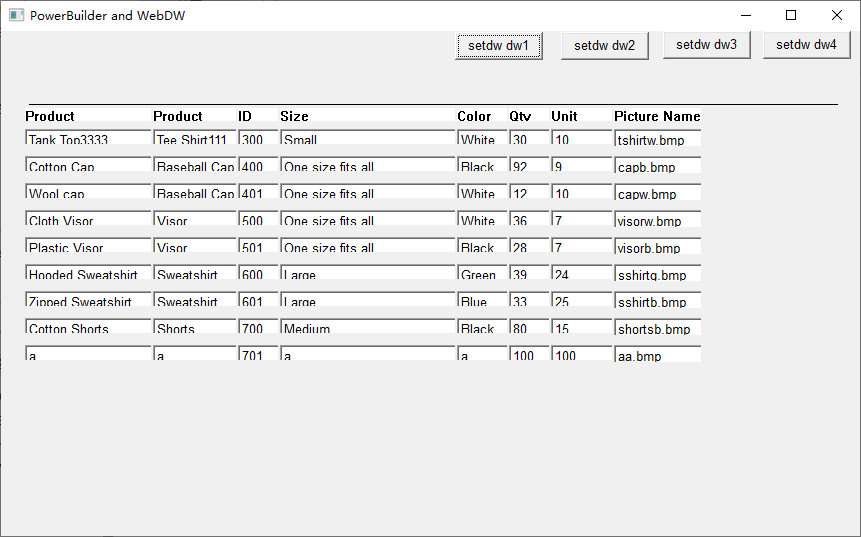 PowerBuilder and WebDW
setdw dw1 setdw dw2 setdw dw3 setdw dw4
Product Product ID Size Color Qty Unit Picture Name
Tank Top3333 Tee Shirt111 300 Small White 30 10 tshirtw.bmp
Cotton Cap Baseball Cap 400 One size fits all Black 92 9 capb.bmp
Wool cap Baseball Cap 401 One size fits all White 12 10 capw.bmp
Cloth Visor Visor 500 One size fits all White 36 7 visorw.bmp
Plastic Visor Visor 501 One size fits all Black 28 7 visorb.bmp
Hooded Sweatshirt Sweatshirt 600 Large Green 39 24 sshirtg.bmp
Zipped Sweatshirt Sweatshirt 601 Large Blue 33 25 sshirtb.bmp
Cotton Shorts Shorts 700 Medium Black 80 15 shortsb.bmp
a a 701 a a 100 100 aa.bmp